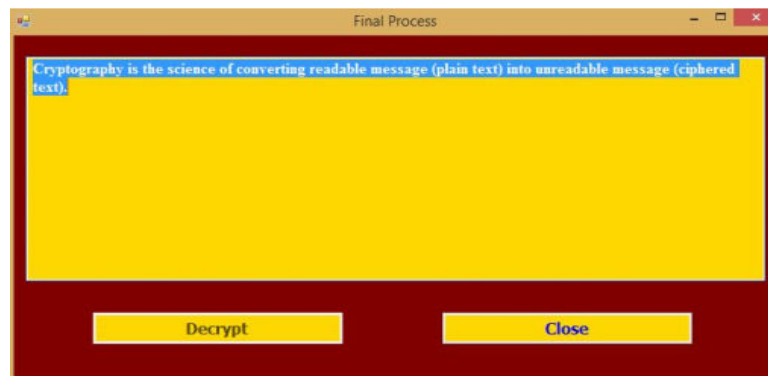 Final Process
Cryptography is the science of converting readable message (plain text) into unreadable message (ciphered
text).
Decrypt
Close